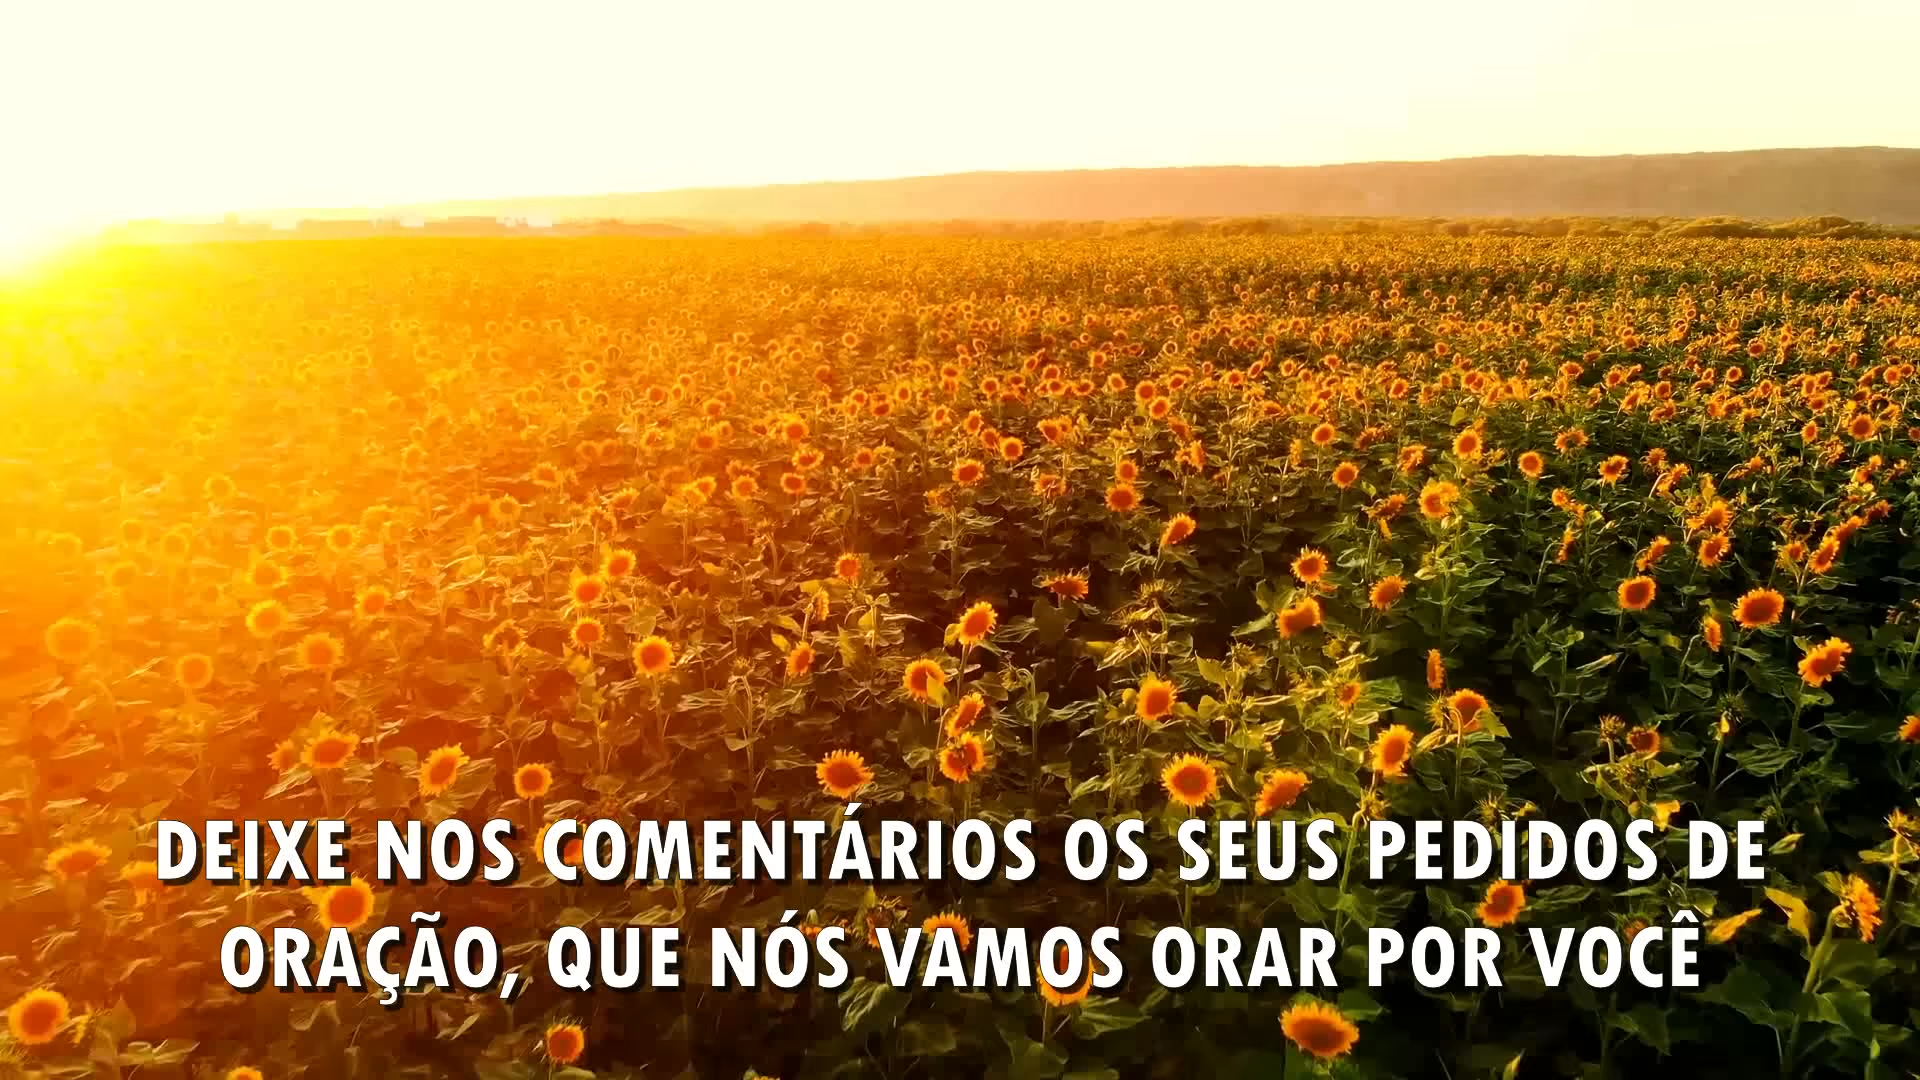 DEIXE NOS COMENTÁRIOS OS SEUS PEDIDOS DE
ORAÇÃO, QUE NÓS VAMOS ORAR POR VOCÊ